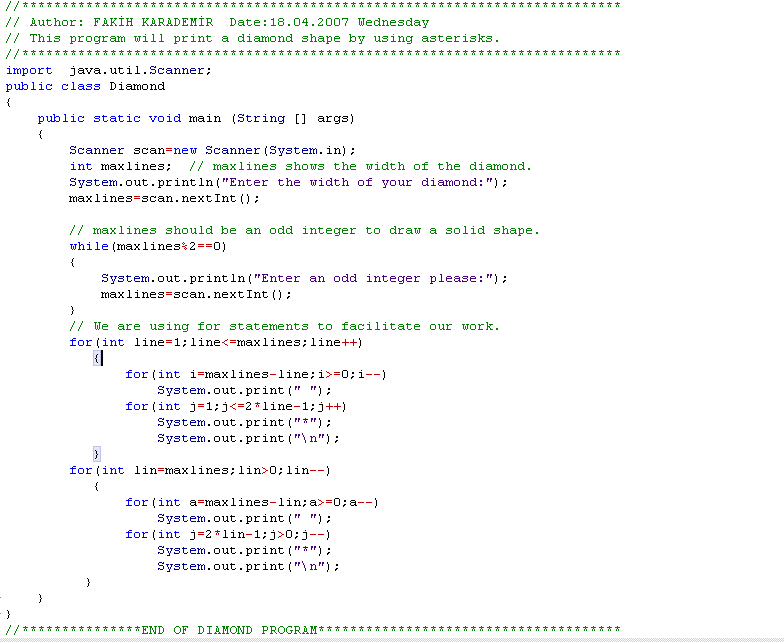 //***************************************************************************
// Author: FAKİH KARADEMİR  Date:18.04.2007 Wednesday
// This program will print a diamond shape by using asterisks.
//***************************************************************************
import  java.util.Scanner;
public class Diamond
{
    public static void main (String [] args)
    {
        Scanner scan=new Scanner(System.in);
        int maxlines;  // maxlines shows the width of the diamond.
        System.out.println("Enter the width of your diamond:");
        maxlines=scan.nextInt();

        // maxlines should be an odd integer to draw a solid shape.
        while(maxlines%2==0)
        {
            System.out.println("Enter an odd integer please:");
            maxlines=scan.nextInt();
        }
        // We are using for statements to facilitate our work.
        for(int line=1;line<=maxlines;line++)
           {
               for(int i=maxlines-line;i>=0;i--)
                   System.out.print(" ");
               for(int j=1;j<=2*line-1;j++)
                   System.out.print("*");
                   System.out.print("\n");
           }
        for(int lin=maxlines;lin>0;lin--)
           {
               for(int a=maxlines-lin;a>=0;a--)
                   System.out.print(" ");
               for(int j=2*lin-1;j>0;j--)
                   System.out.print("*");
                   System.out.print("\n");
          }
    }
}
//***************END OF DIAMOND PROGRAM**************************************